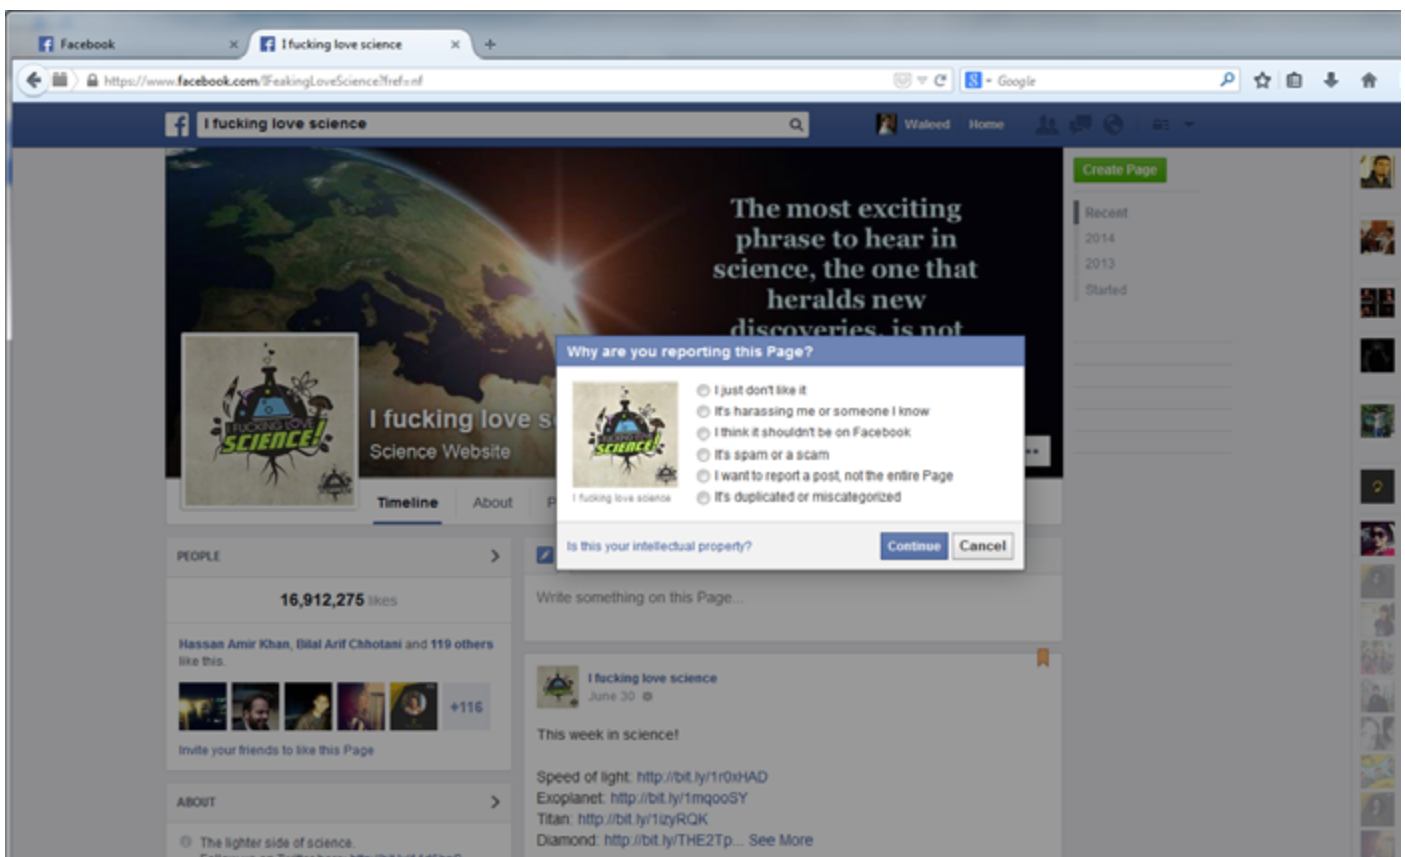 Facebook
I fucking love science
https://www.facebook.com/IFeakingLoveScience?fref=nf
Google
I fucking love science
Waleed
Home
Create Page
Recent
2014
2013
Started
The most exciting
phrase to hear in
science, the one that
heralds new
discoveries, is not
I FUCKING LOVE
SCIENCE!
I fucking love s
Science Website
Timeline
About
P
Why are you reporting this Page?
I FUCKING LOVE
SCIENCE!
I fucking love science
I just don't like it
It's harassing me or someone I know
I think it shouldn't be on Facebook
It's spam or a scam
I want to report a post, not the entire Page
It's duplicated or miscategorized
Is this your intellectual property?
Continue
Cancel
PEOPLE
16,912,275 likes
Hassan Amir Khan, Bilal Arif Chhotani and 119 others
like this.
+116
Invite your friends to like this Page
ABOUT
The lighter side of science.
Write something on this Page...
I fucking love science
June 30
This week in science!
Speed of light: http://bit.ly/1r0xHAD
Exoplanet: http://bit.ly/1mqooSY
Titan: http://bit.ly/1izyRQK
Diamond: http://bit.ly/THE2Tp... See More